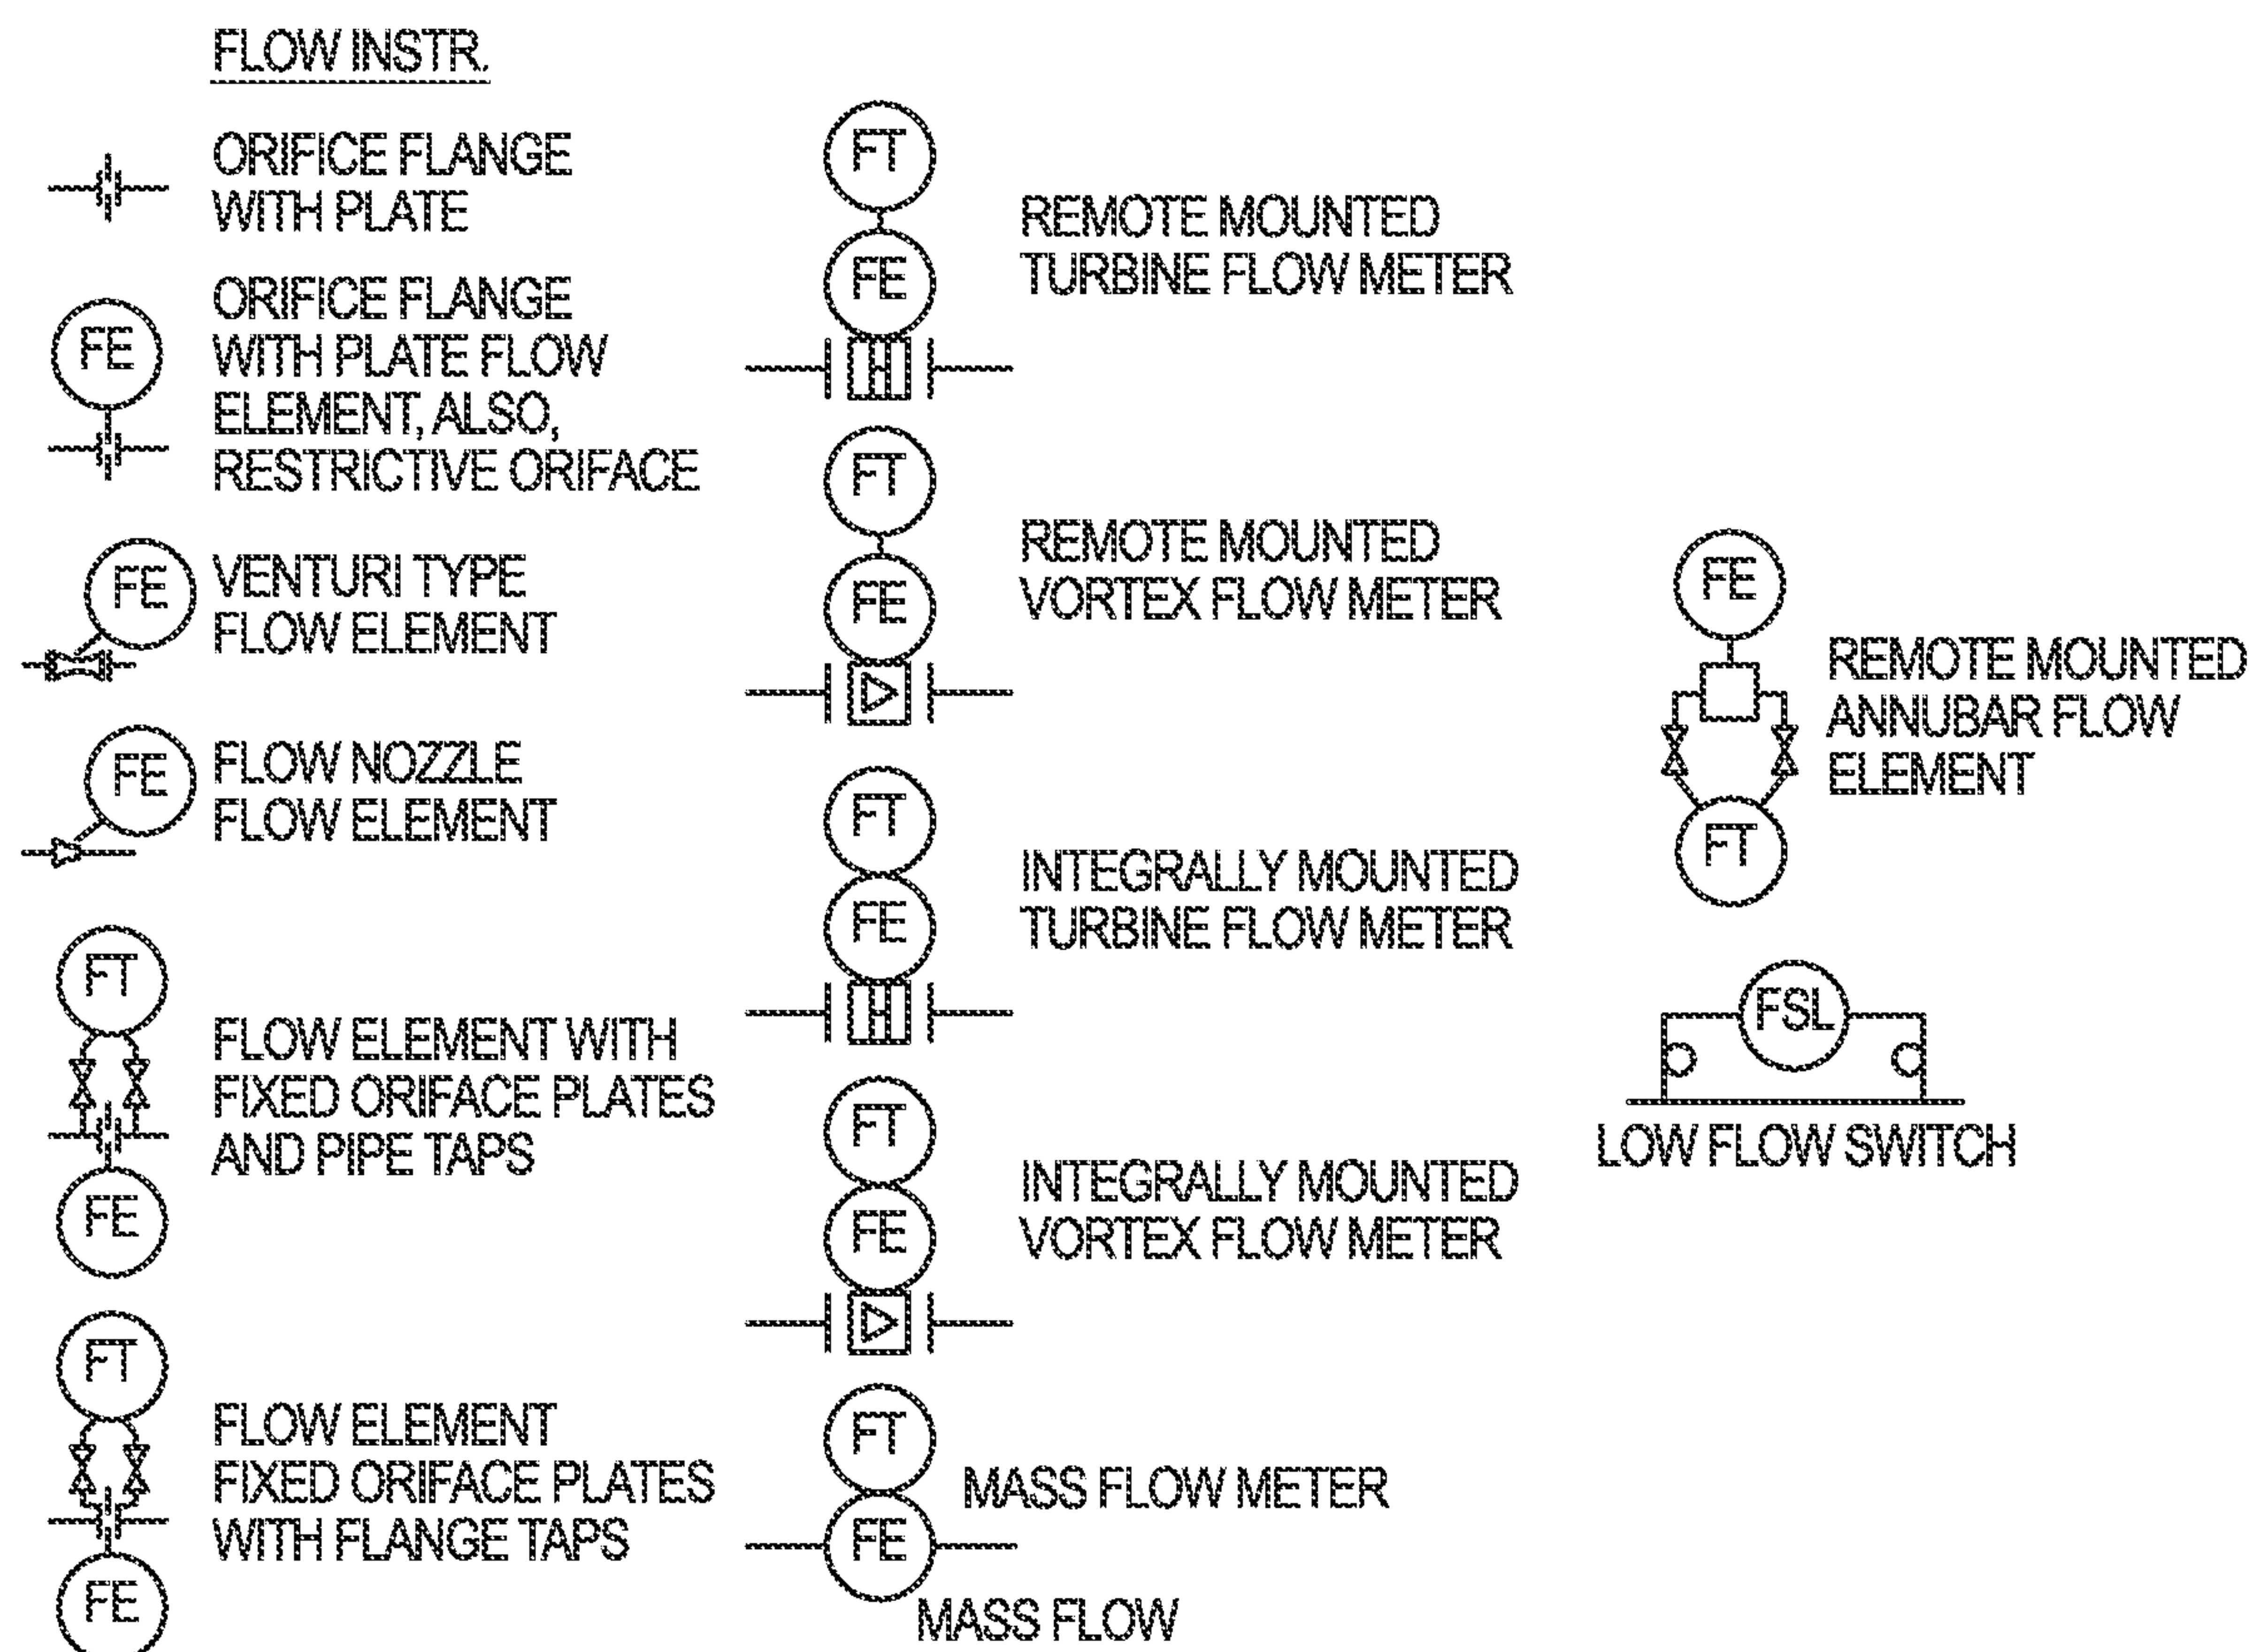 FLOW INSTR.
ORIFICE FLANGE
WITH PLATE
FE
ORIFICE FLANGE
WITH PLATE FLOW
ELEMENT, ALSO,
RESTRICTIVE ORIFACE
FE
VENTURI TYPE
FLOW ELEMENT
FE
FLOW NOZZLE
FLOW ELEMENT
FT
FLOW ELEMENT WITH
FIXED ORIFACE PLATES
AND PIPE TAPS
FE
FT
FLOW ELEMENT
FIXED ORIFACE PLATES
WITH FLANGE TAPS
FE
FT
REMOTE MOUNTED
TURBINE FLOW METER
FE
FT
REMOTE MOUNTED
VORTEX FLOW METER
FE
FT
INTEGRALLY MOUNTED
TURBINE FLOW METER
FE
FT
INTEGRALLY MOUNTED
VORTEX FLOW METER
FE
FT
MASS FLOW METER
FE
MASS FLOW
FE
REMOTE MOUNTED
ANNUBAR FLOW
ELEMENT
FT
FSL
LOW FLOW SWITCH